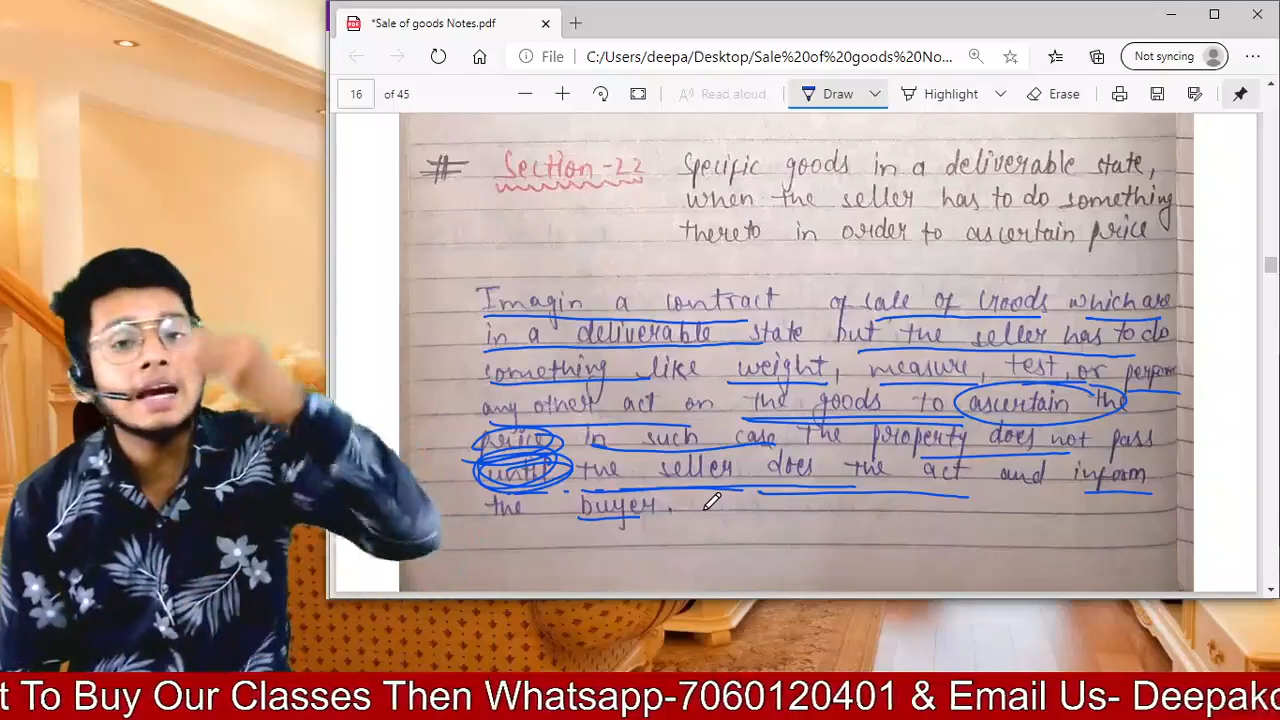 *Sale of goods Notes.pdf
File
C:/Users/deepa/Desktop/Sale%20of%20goods%20No...
Not syncing
16 of 45
Read aloud
Draw
Highlight
Erase
# Section-22 Specific goods in a deliverable state,
when the seller has to do something
thereto in order to ascertain price
Imagin a contract of sale of Goods which are
in a deliverable state but the seller has to do
something like weight, measure, test, or perform
any other act on the goods to ascertain the
price in such case the property does not pass
until the seller does the act and inform
the buyer.
t To Buy Our Classes Then Whatsapp-7060120401 & Email Us- Deepako